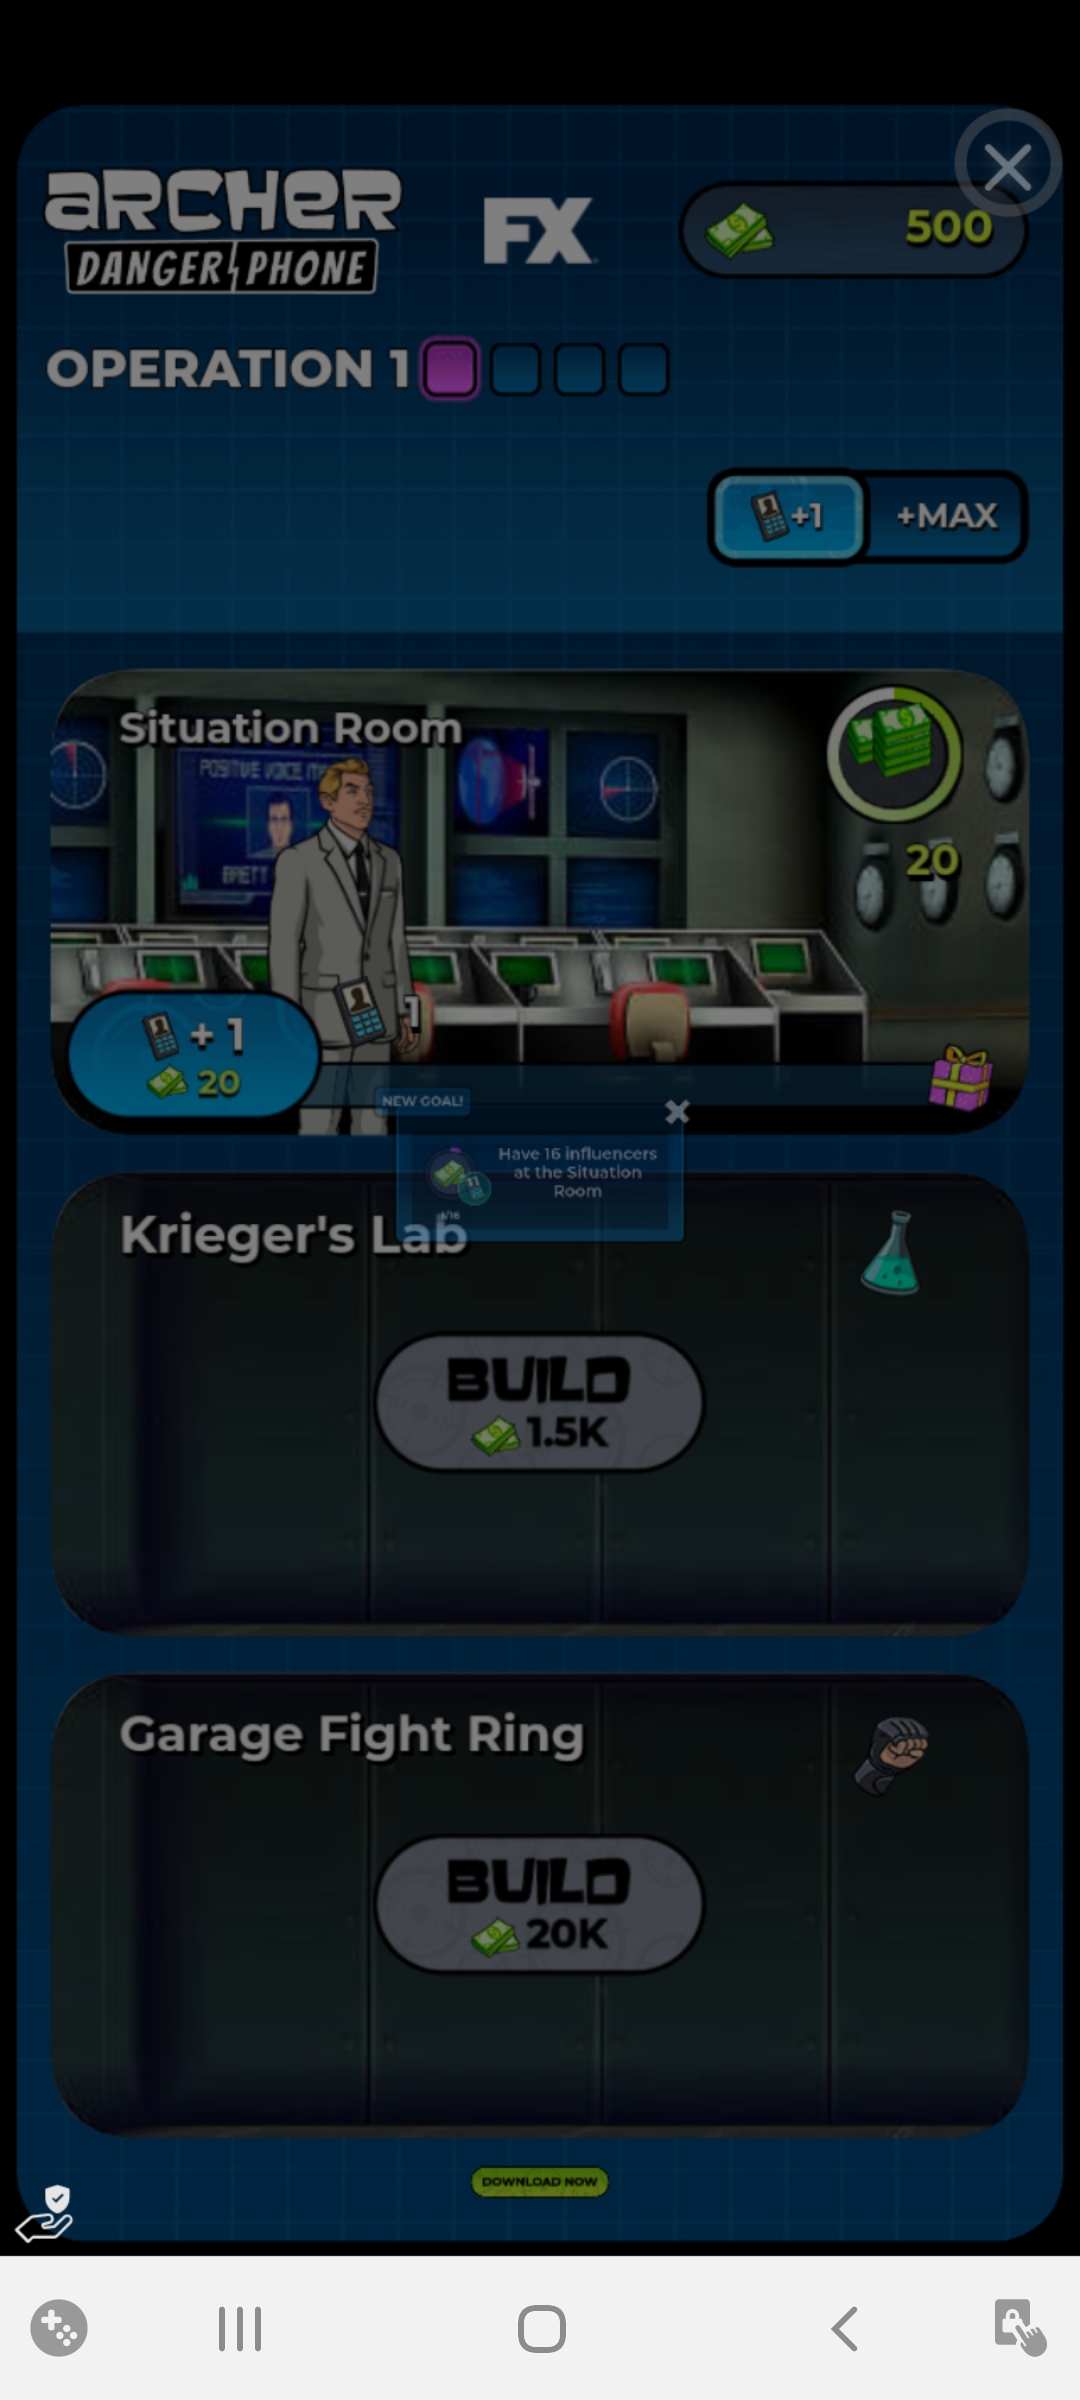 ARCHER
DANGER PHONE
FX
500
OPERATION 1
+1
+MAX
Situation Room
POSITIVE VOICE
BRETT
20
1
+ 1
20
NEW GOAL!
Have 16 influencers
at the Situation
Room
Krieger's Lab
BUILD
1.5K
Garage Fight Ring
BUILD
20K
DOWNLOAD NOW